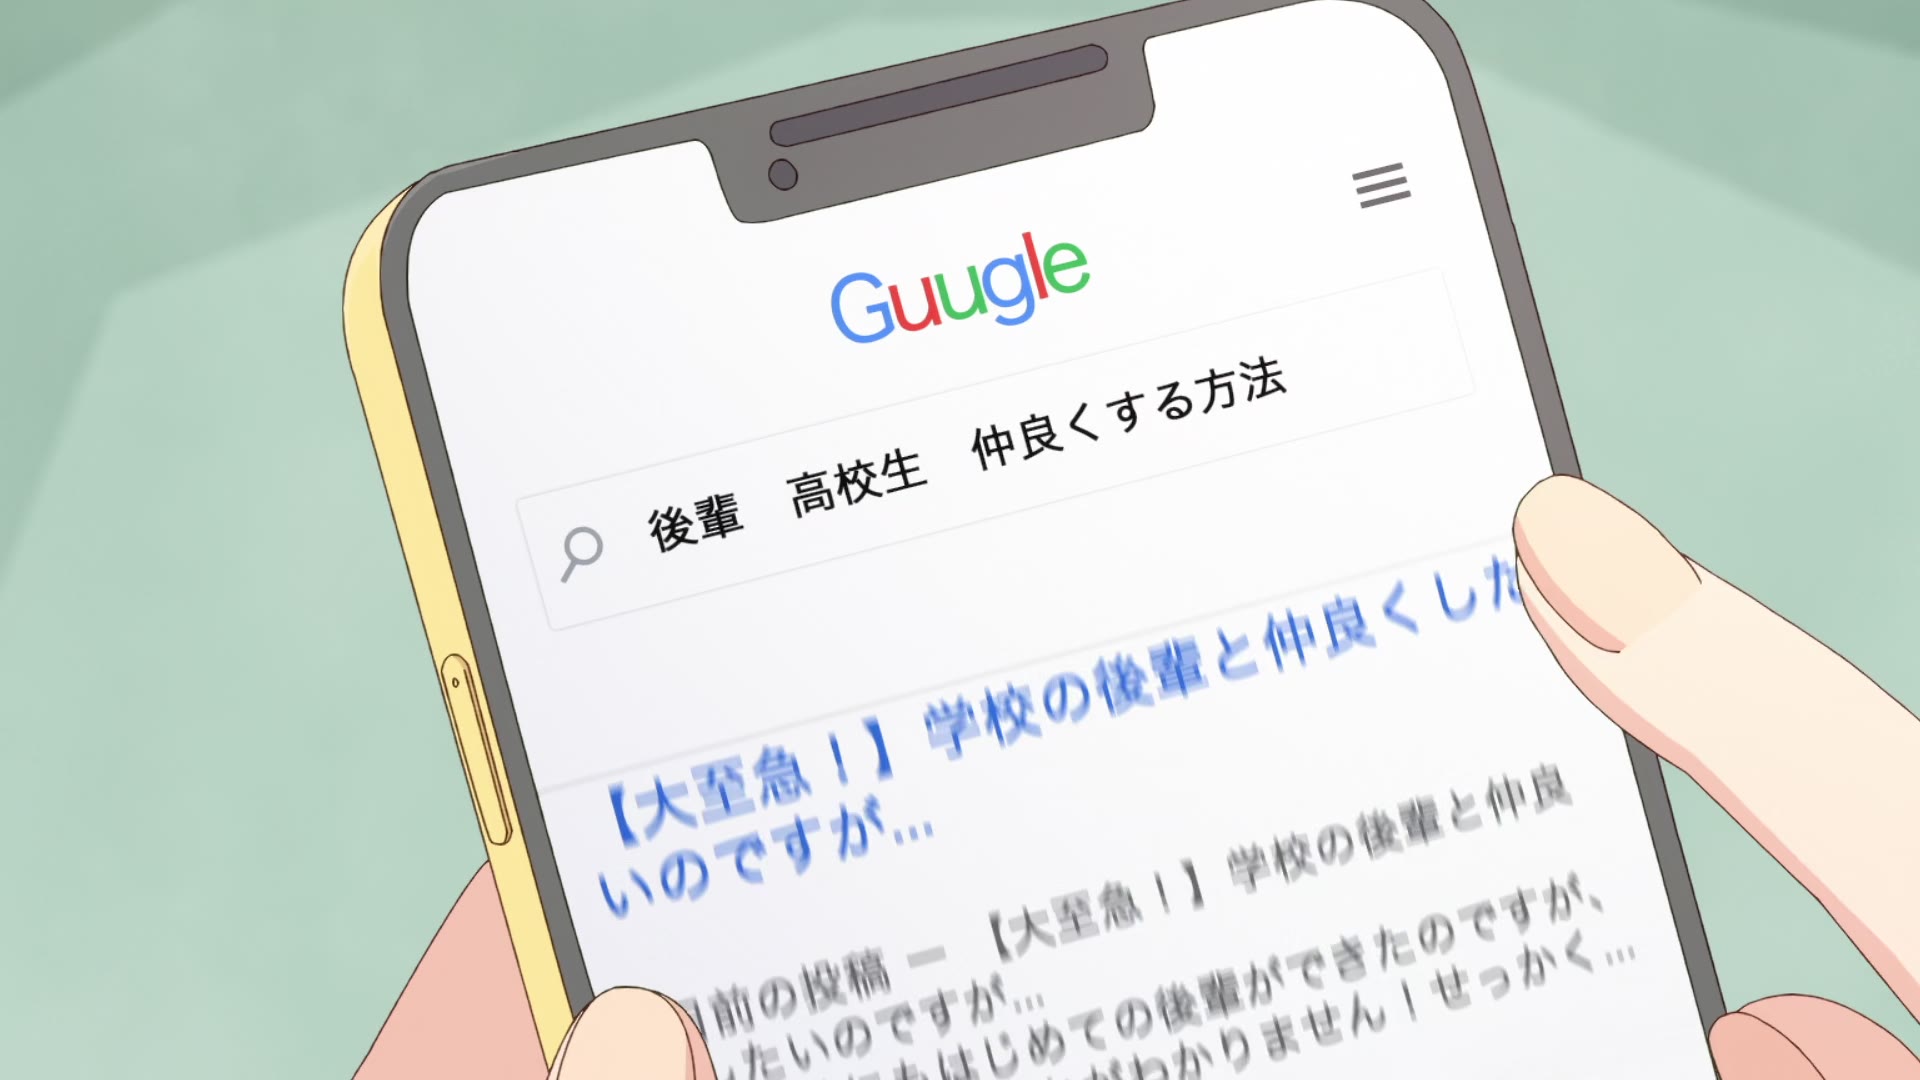 Guugle
後輩　高校生　仲良くする方法
【大至急！】学校の後輩と仲良くした
いのですが…
前の投稿 ー 【大至急！】学校の後輩と仲良
たいのですが…
もはじめての後輩ができたのですが、
がわかりません！せっかく…